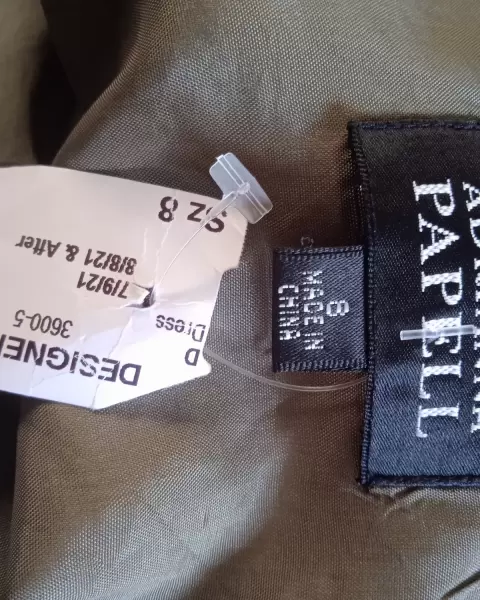 DESIGNER
3600-5
D
Dress
7/9/21
8/8/21 & After
Sz 8
8
MADE IN
CHINA
ADRIANNA
PAPELL